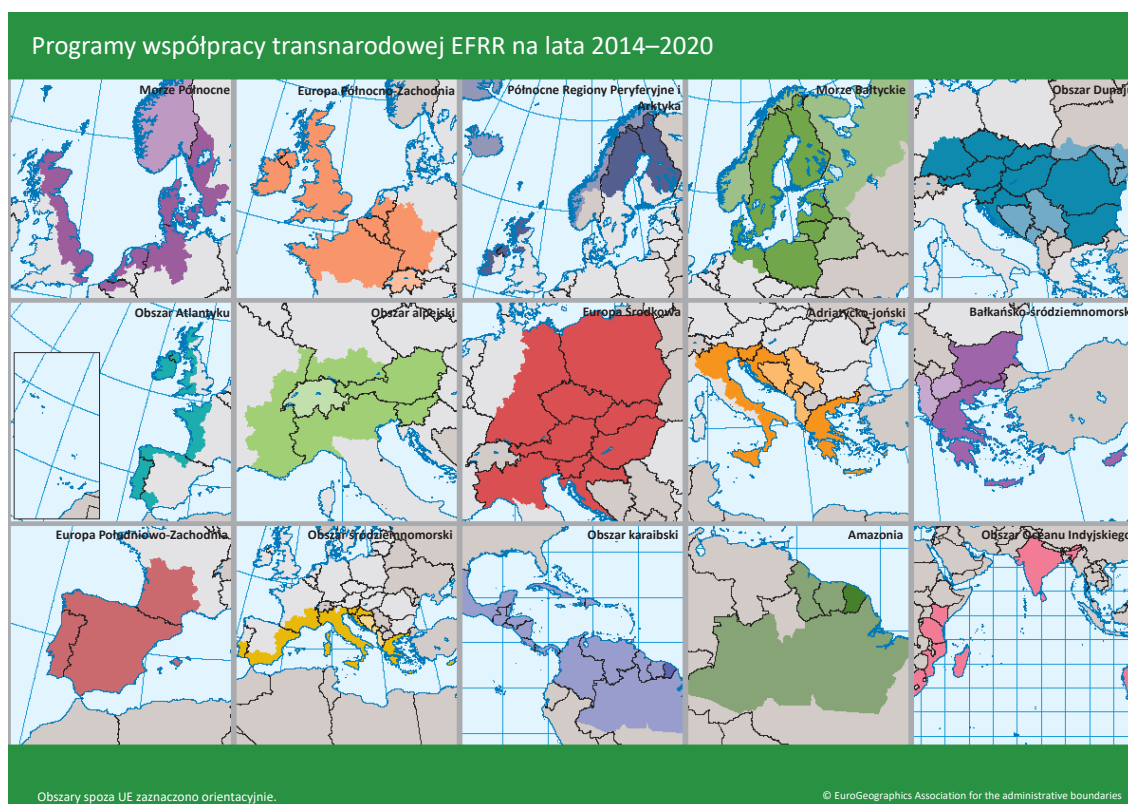 Programy współpracy transnarodowej EFRR na lata 2014–2020
Morze Północne
Europa Północno-Zachodnia
Północne Regiony Peryferyjne i
Arktyka
Morze Bałtyckie
Obszar Dunaju
Obszar Atlantyku
Obszar alpejski
Europa Środkowa
Adriatycko-joński
Bałkańsko-śródziemnomorski
Europa Południowo-Zachodnia
Obszar śródziemnomorski
Obszar karaibski
Amazonia
Obszar Oceanu Indyjskiego
Obszary spoza UE zaznaczono orientacyjnie.
© EuroGeographics Association for the administrative boundaries